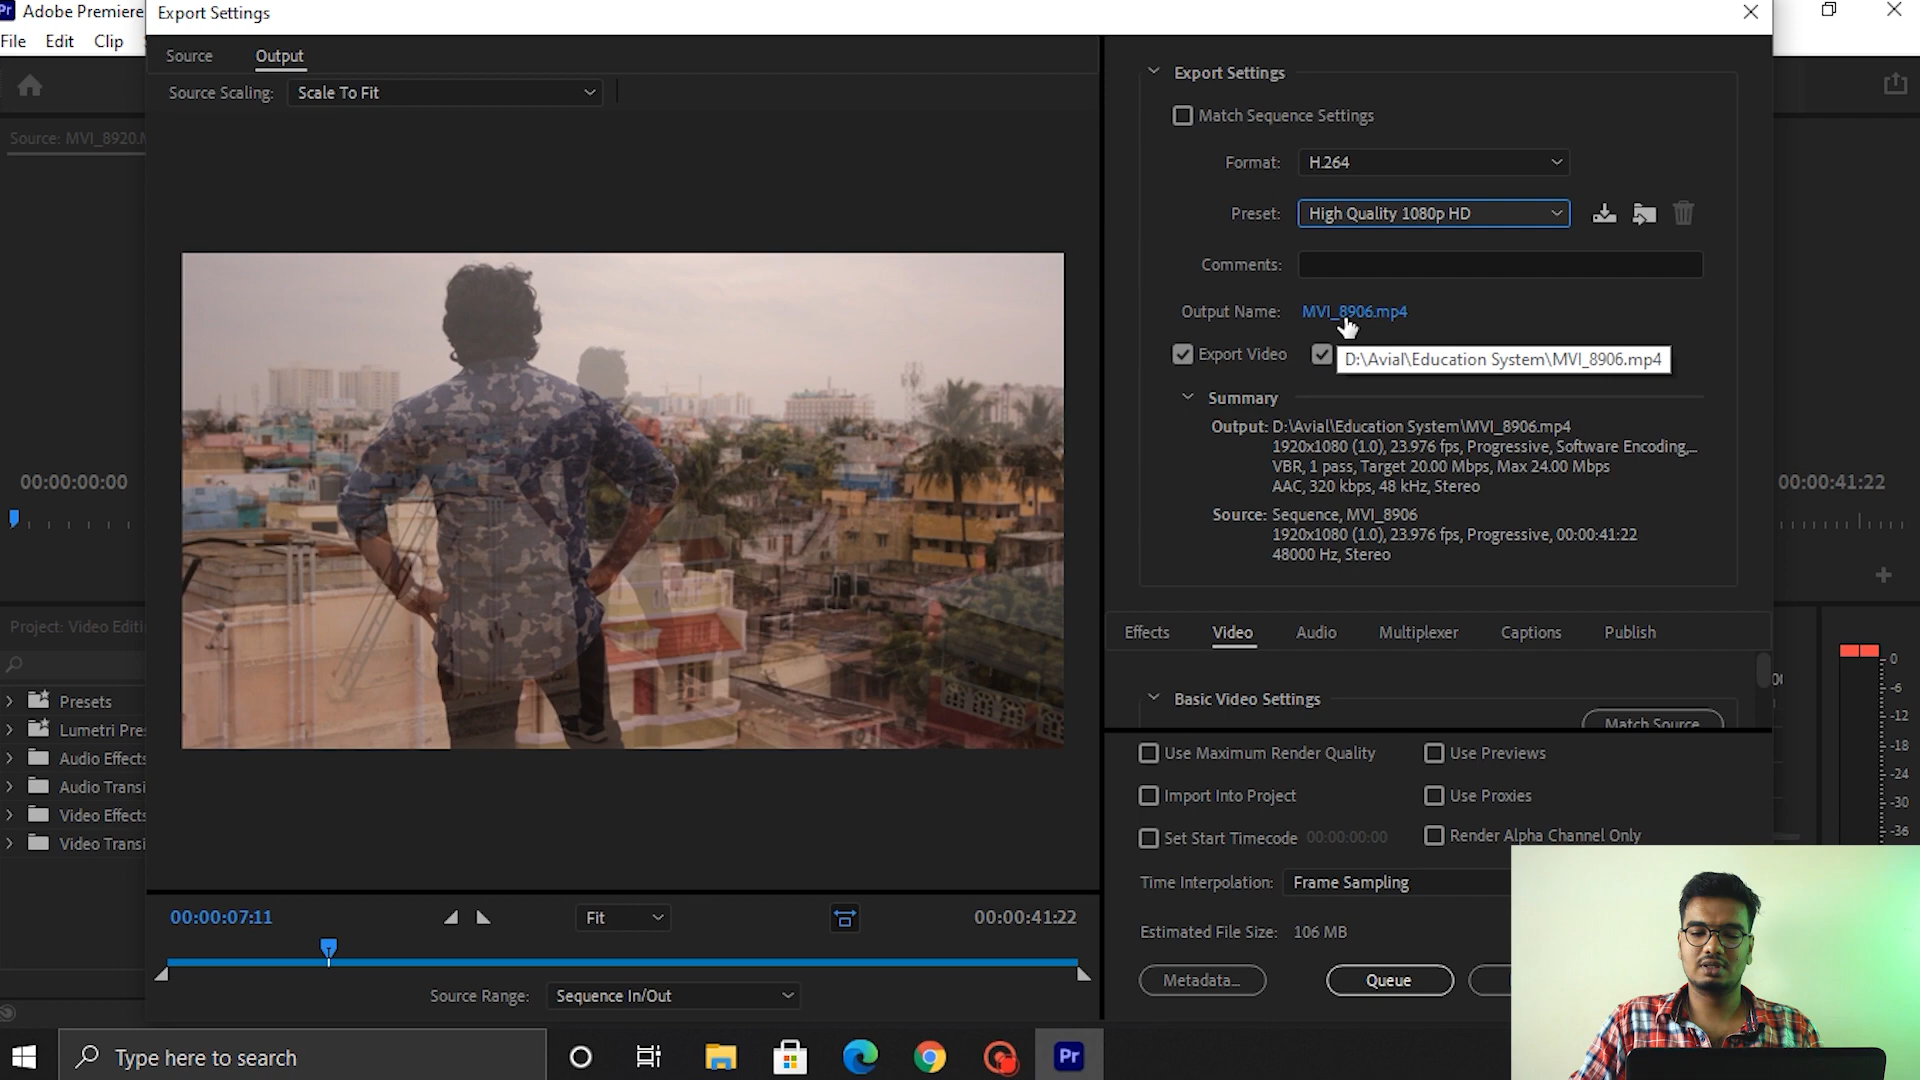 Pr Adobe Premiere
Export Settings
File Edit Clip
Source Output
Source Scaling: Scale To Fit
Source: MVI_8920.M
00:00:00:00
Project: Video Editi
Presets
Lumetri Pre
Audio Effects
Audio Transi
Video Effects
Video Transi
00:00:07:11 Fit 00:00:41:22
Source Range: Sequence In/Out
Export Settings
Match Sequence Settings
Format: H.264
Preset: High Quality 1080p HD
Comments:
Output Name: MVI_8906.mp4
Export Video
D:\Avial\Education System\MVI_8906.mp4
Summary
Output: D:\Avial\Education System\MVI_8906.mp4
1920x1080 (1.0), 23.976 fps, Progressive, Software Encoding,...
VBR, 1 pass, Target 20.00 Mbps, Max 24.00 Mbps
AAC, 320 kbps, 48 kHz, Stereo
Source: Sequence, MVI_8906
1920x1080 (1.0), 23.976 fps, Progressive, 00:00:41:22
48000 Hz, Stereo
Effects Video Audio Multiplexer Captions Publish
Basic Video Settings
Match Source
Use Maximum Render Quality Use Previews
Import Into Project Use Proxies
Set Start Timecode 00:00:00:00 Render Alpha Channel Only
Time Interpolation: Frame Sampling
Estimated File Size: 106 MB
Metadata... Queue
00:00:41:22
0
-6
-12
-18
-24
-30
-36
Type here to search
Pr